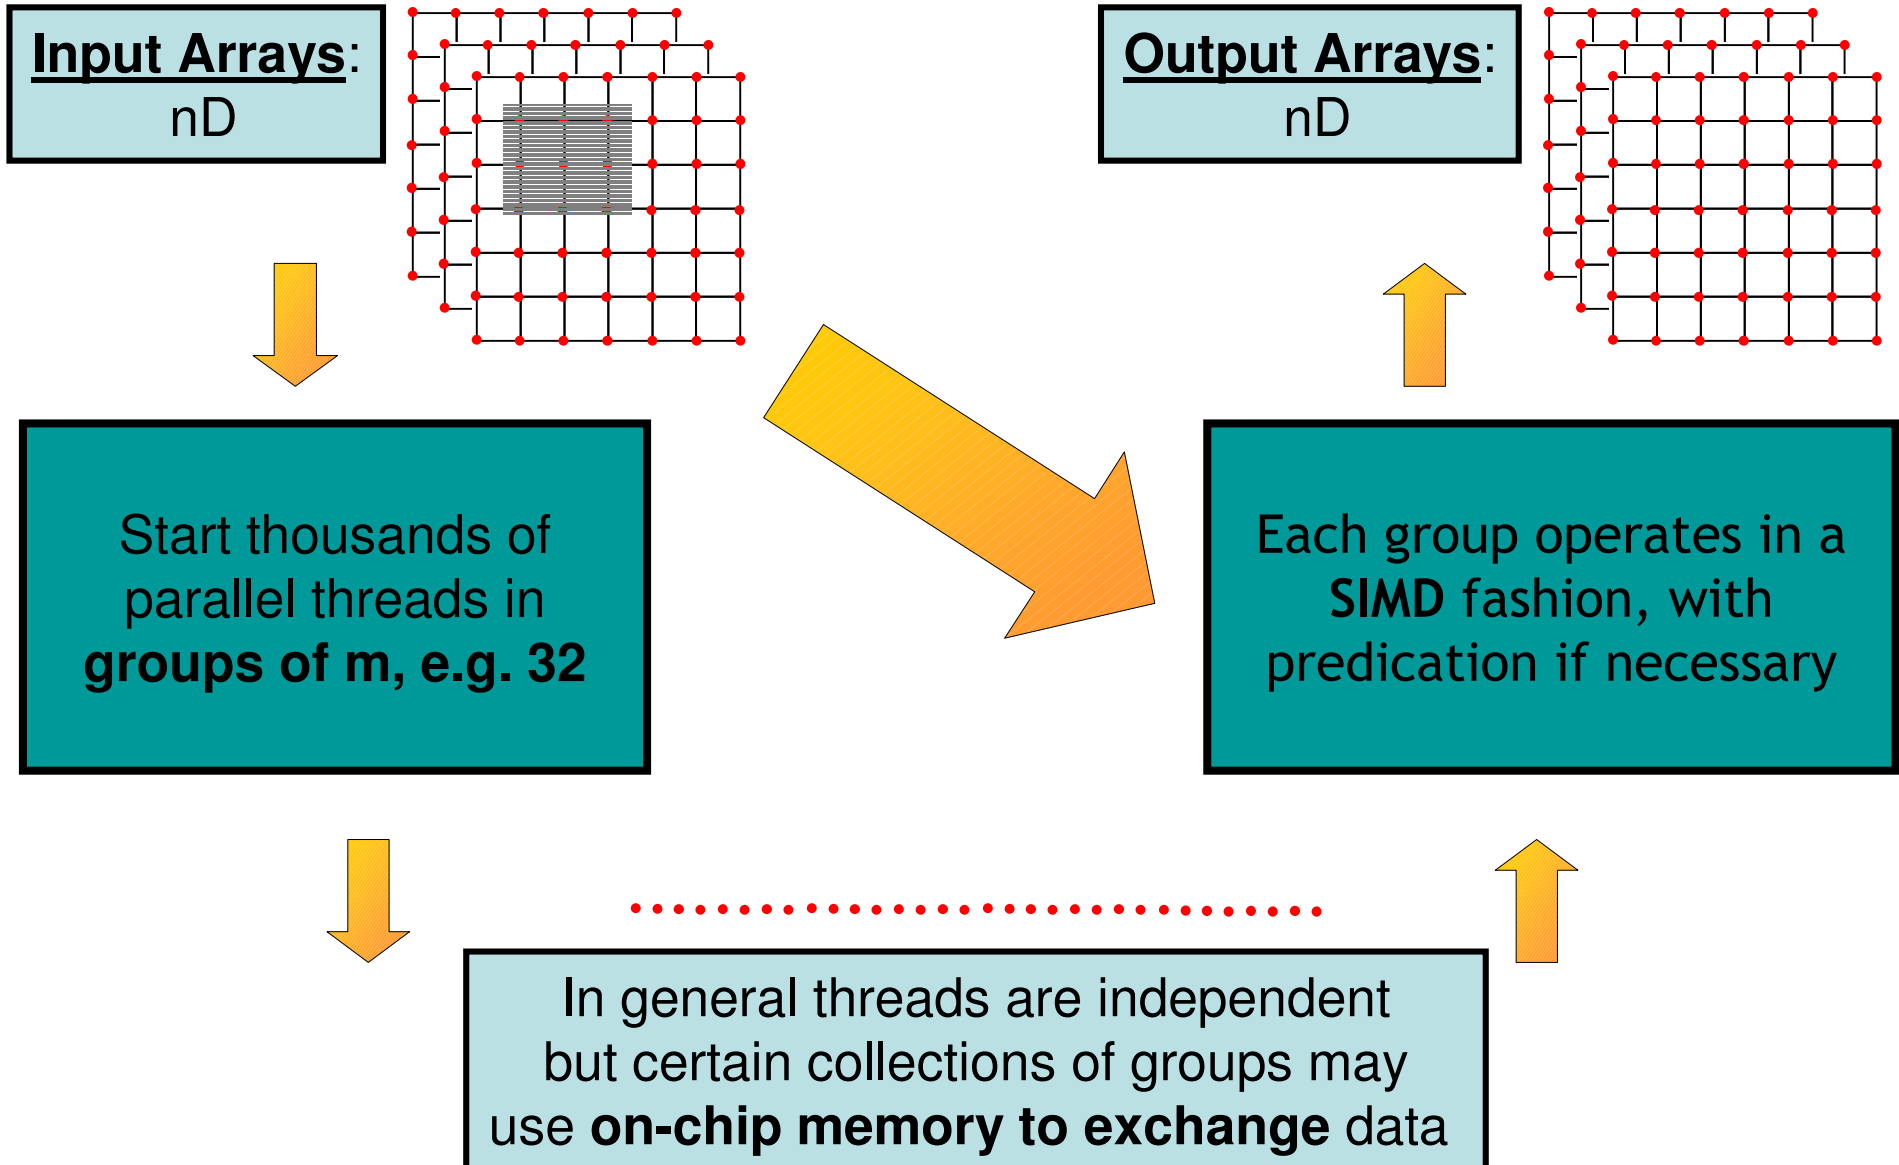 Input Arrays:
nD
Output Arrays:
nD
Start thousands of
parallel threads in
groups of m, e.g. 32
Each group operates in a
SIMD fashion, with
predication if necessary
In general threads are independent
but certain collections of groups may
use on-chip memory to exchange data